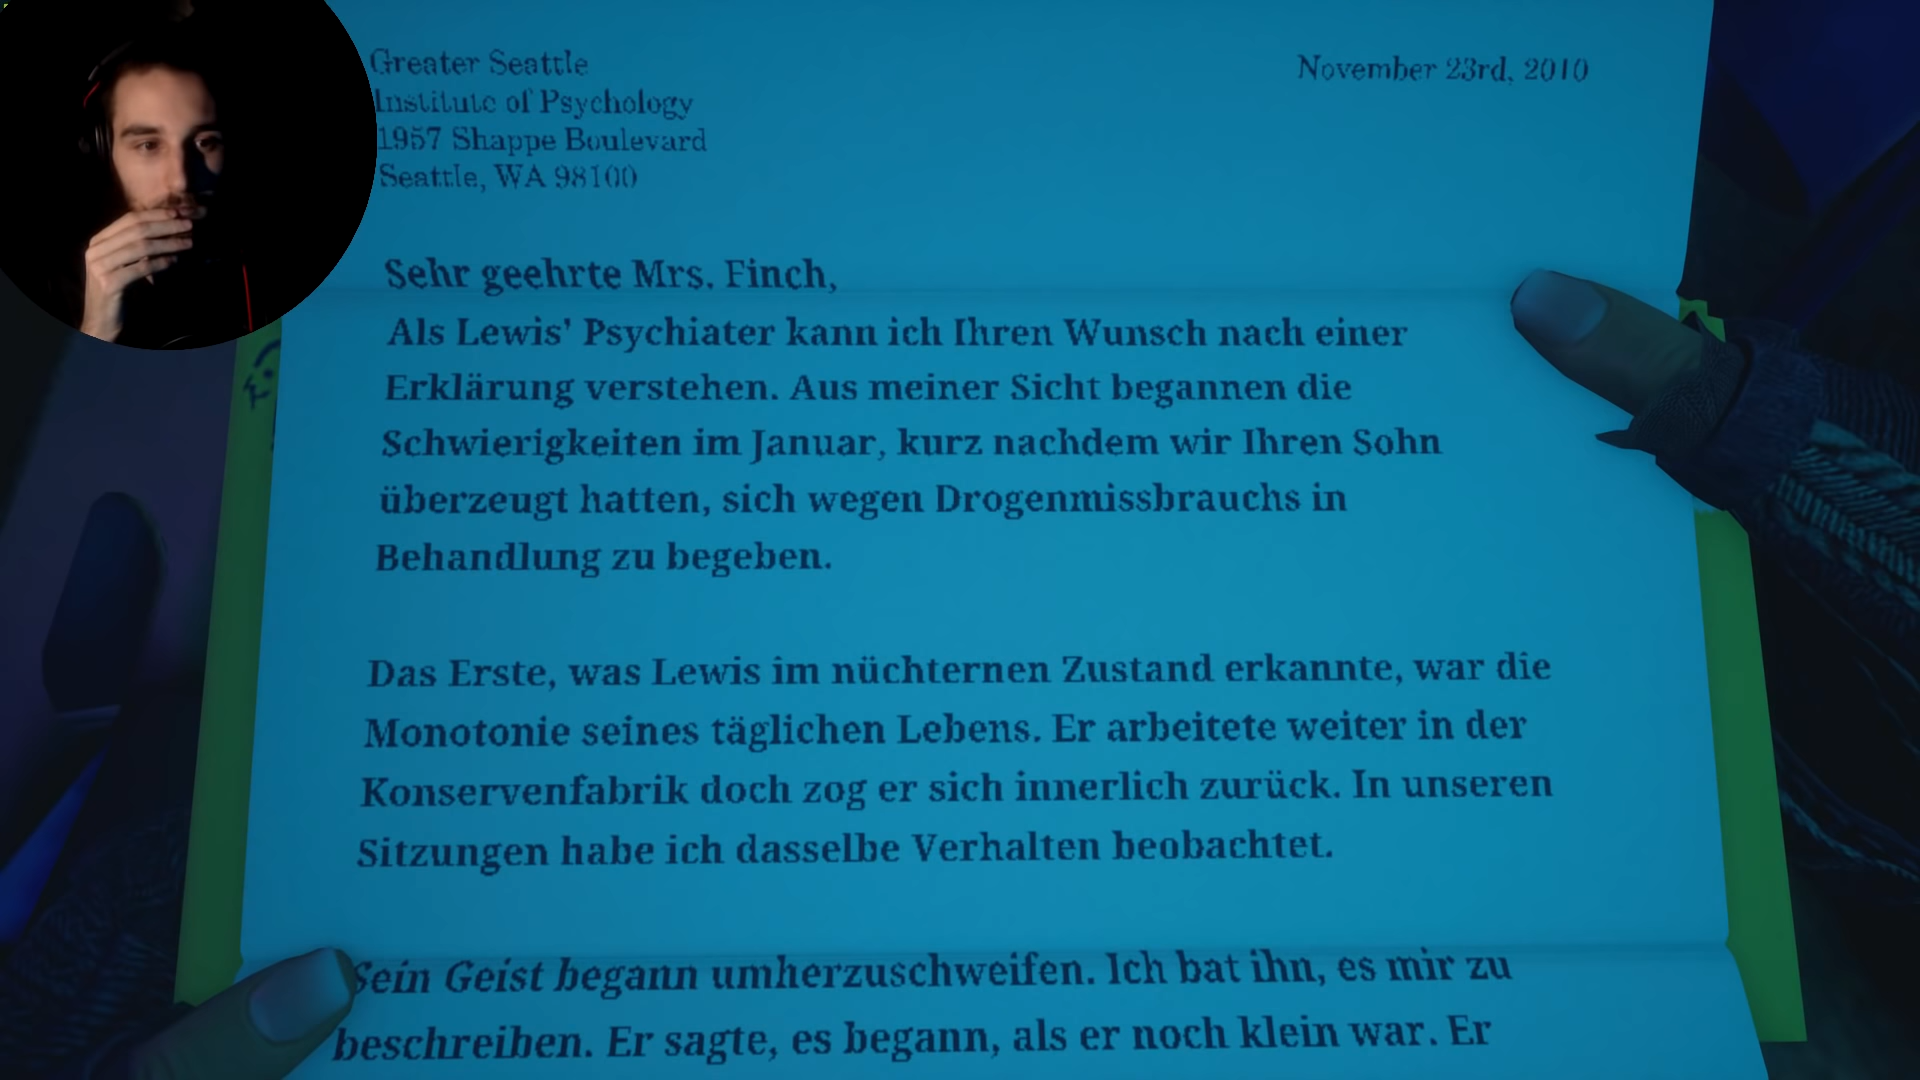 Greater Seattle
Institute of Psychology
1957 Shappe Boulevard
Seattle, WA 98100
November 23rd, 2010
Sehr geehrte Mrs. Finch,
Als Lewis' Psychiater kann ich Ihren Wunsch nach einer
Erklärung verstehen. Aus meiner Sicht begannen die
Schwierigkeiten im Januar, kurz nachdem wir Ihren Sohn
überzeugt hatten, sich wegen Drogenmissbrauchs in
Behandlung zu begeben.
Das Erste, was Lewis im nüchternen Zustand erkannte, war die
Monotonie seines täglichen Lebens. Er arbeitete weiter in der
Konservenfabrik doch zog er sich innerlich zurück. In unseren
Sitzungen habe ich dasselbe Verhalten beobachtet.
Sein Geist begann umherzuschweifen. Ich bat ihn, es mir zu
beschreiben. Er sagte, es begann, als er noch klein war. Er